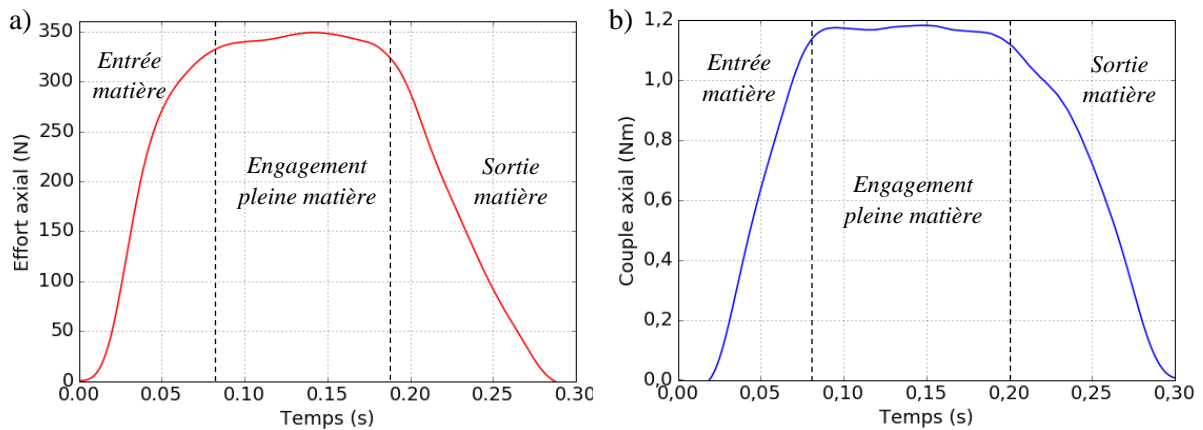 a)
Effort axial (N)
350
300
250
200
150
100
50
0
Entrée
matière
Engagement
pleine matière
Sortie
matière
0.00
0.05
0.10
0.15
0.20
0.25
0.30
Temps (s)
b)
Couple axial (Nm)
1,2
1,0
0,8
0,6
0,4
0,2
0,0
Entrée
matière
Engagement
pleine matière
Sortie
matière
0,00
0,05
0,10
0,15
0,20
0,25
0,30
Temps (s)